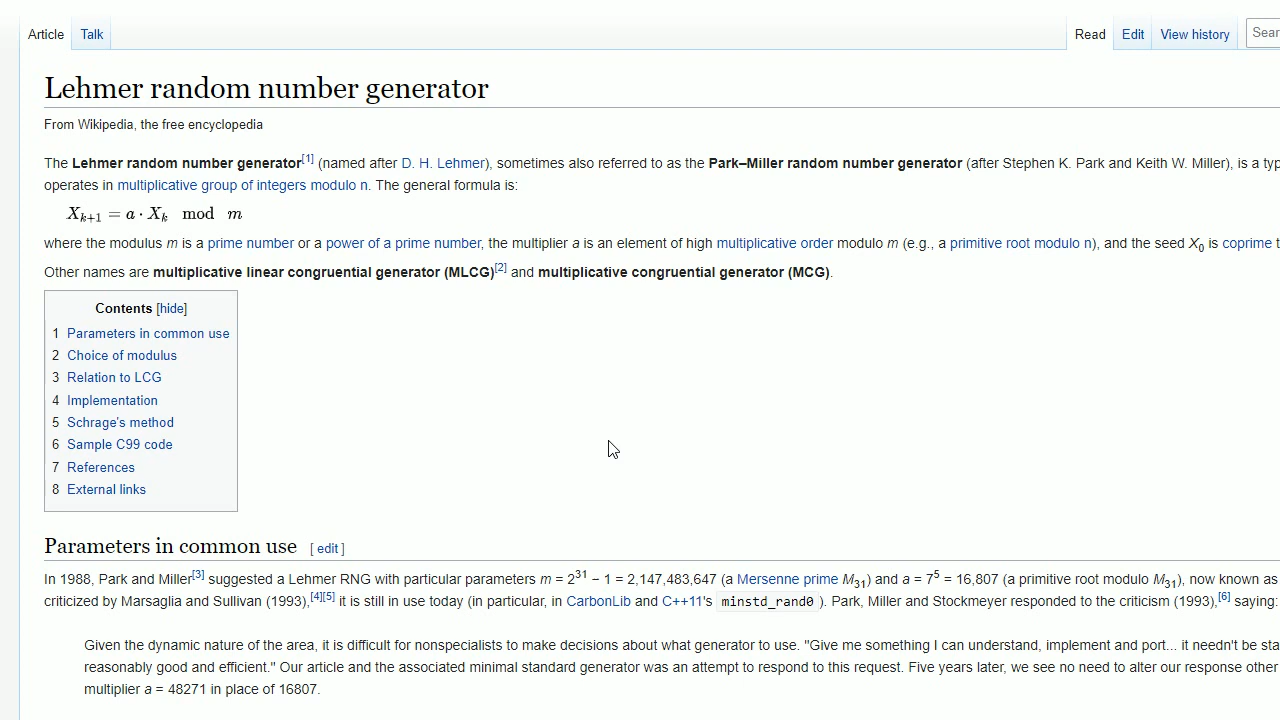 Article Talk Read Edit View history Sear
Lehmer random number generator
From Wikipedia, the free encyclopedia
The Lehmer random number generator[1] (named after D. H. Lehmer), sometimes also referred to as the Park–Miller random number generator (after Stephen K. Park and Keith W. Miller), is a typ
operates in multiplicative group of integers modulo n. The general formula is:
Xₖ₊₁ = a · Xₖ mod m
where the modulus m is a prime number or a power of a prime number, the multiplier a is an element of high multiplicative order modulo m (e.g., a primitive root modulo n), and the seed X₀ is coprime t
Other names are multiplicative linear congruential generator (MLCG)[2] and multiplicative congruential generator (MCG).
Contents [hide]
1 Parameters in common use
2 Choice of modulus
3 Relation to LCG
4 Implementation
5 Schrage's method
6 Sample C99 code
7 References
8 External links
Parameters in common use [ edit ]
In 1988, Park and Miller[3] suggested a Lehmer RNG with particular parameters m = 2³¹ − 1 = 2,147,483,647 (a Mersenne prime M₃₁) and a = 7⁵ = 16,807 (a primitive root modulo M₃₁), now known as
criticized by Marsaglia and Sullivan (1993),[4][5] it is still in use today (in particular, in CarbonLib and C++11's minstd_rand0 ). Park, Miller and Stockmeyer responded to the criticism (1993),[6] saying:
Given the dynamic nature of the area, it is difficult for nonspecialists to make decisions about what generator to use. "Give me something I can understand, implement and port... it needn't be sta
reasonably good and efficient." Our article and the associated minimal standard generator was an attempt to respond to this request. Five years later, we see no need to alter our response other
multiplier a = 48271 in place of 16807.